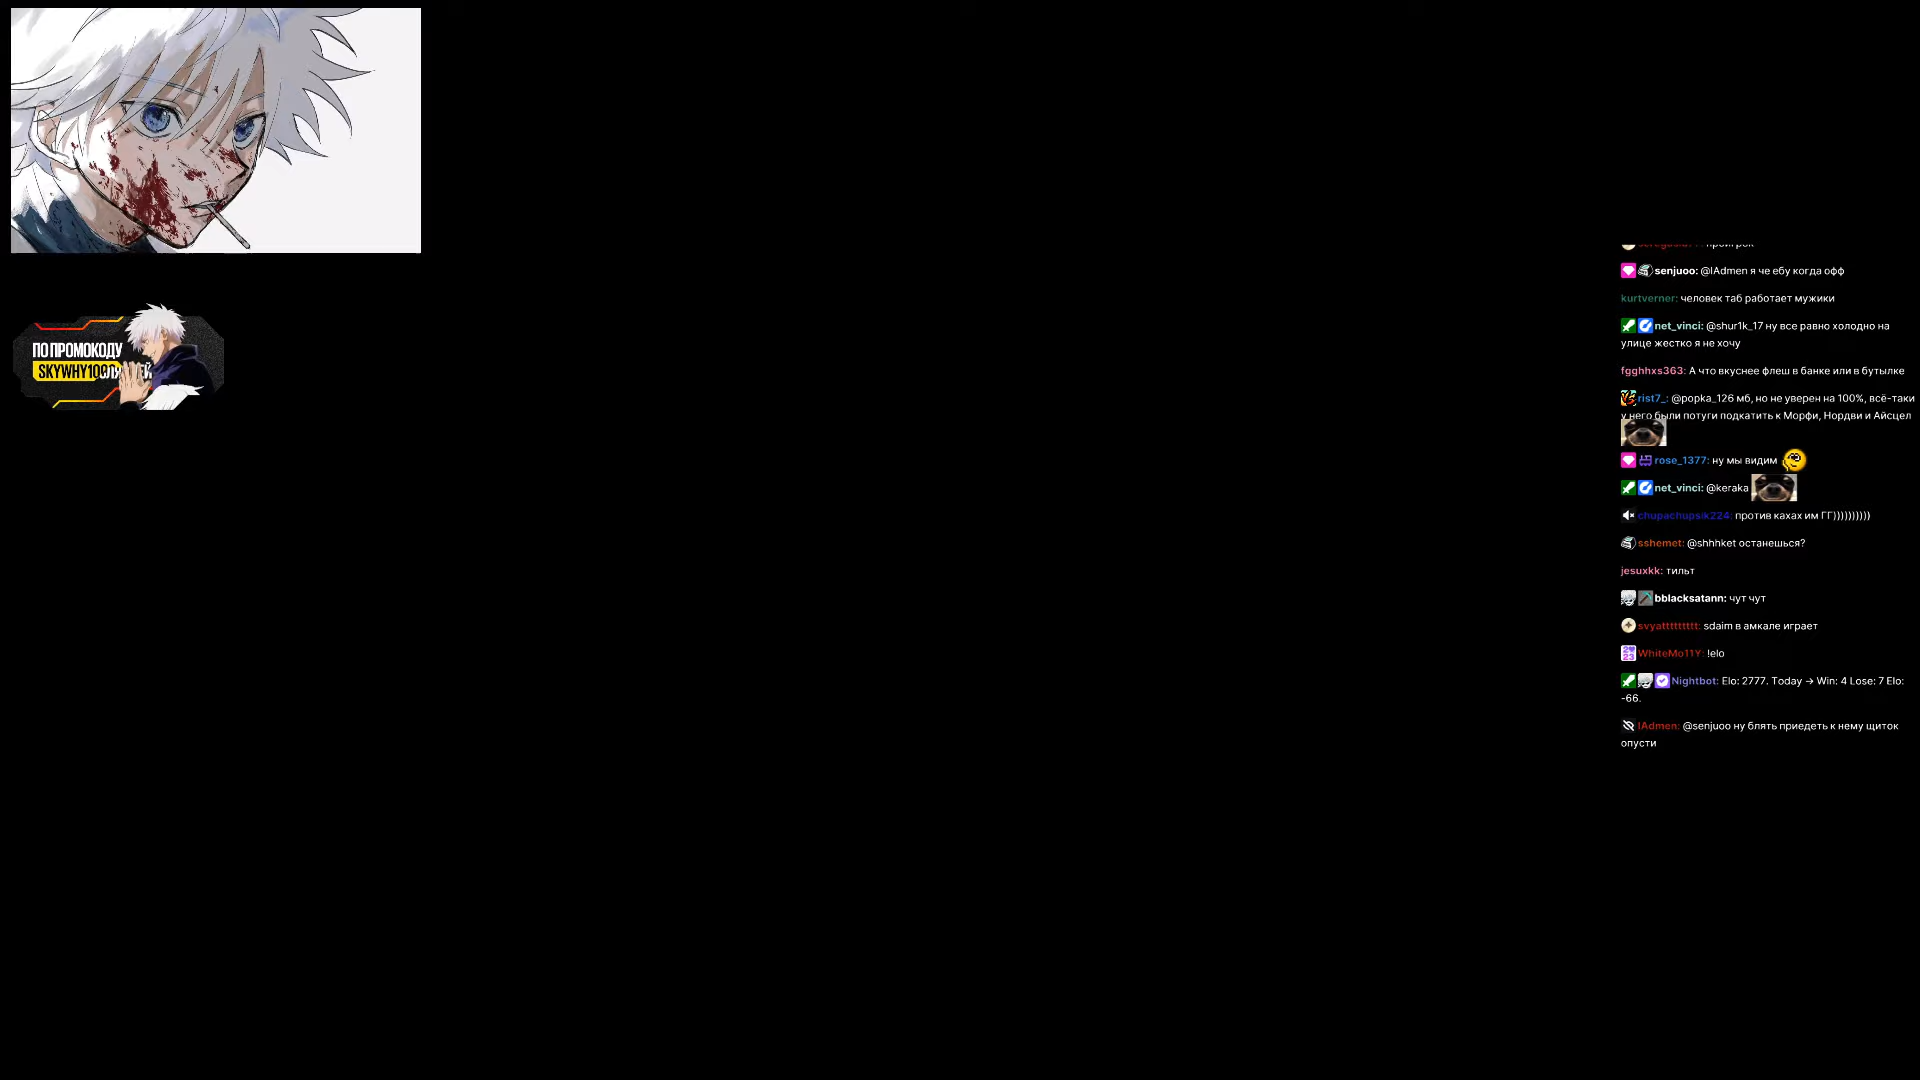 ПО ПРОМОКОДУ
SKYWHY100
senjuoo: @lAdmen я че ебу когда офф
kurtverner: человек таб работает мужики
net_vinci: @shur1k_17 ну все равно холодно на
улице жестко я не хочу
fgghhxs363: А что вкуснее флеш в банке или в бутылке
rist7_: @popka_126 мб, но не уверен на 100%, всё-таки
у него были потуги подкатить к Морфи, Нордви и Айсцел
rose_1377: ну мы видим
net_vinci: @keraka
chupachupsik224: против кахах им ГГ))))))))))
sshemet: @shhhket останешься?
jesuxkk: тильт
bblacksatann: чут чут
svyattttttttt: sdaim в амкале играет
WhiteMo11Y: !elo
Nightbot: Elo: 2777. Today → Win: 4 Lose: 7 Elo:
-66.
lAdmen: @senjuoo ну блять приедеть к нему щиток
опусти